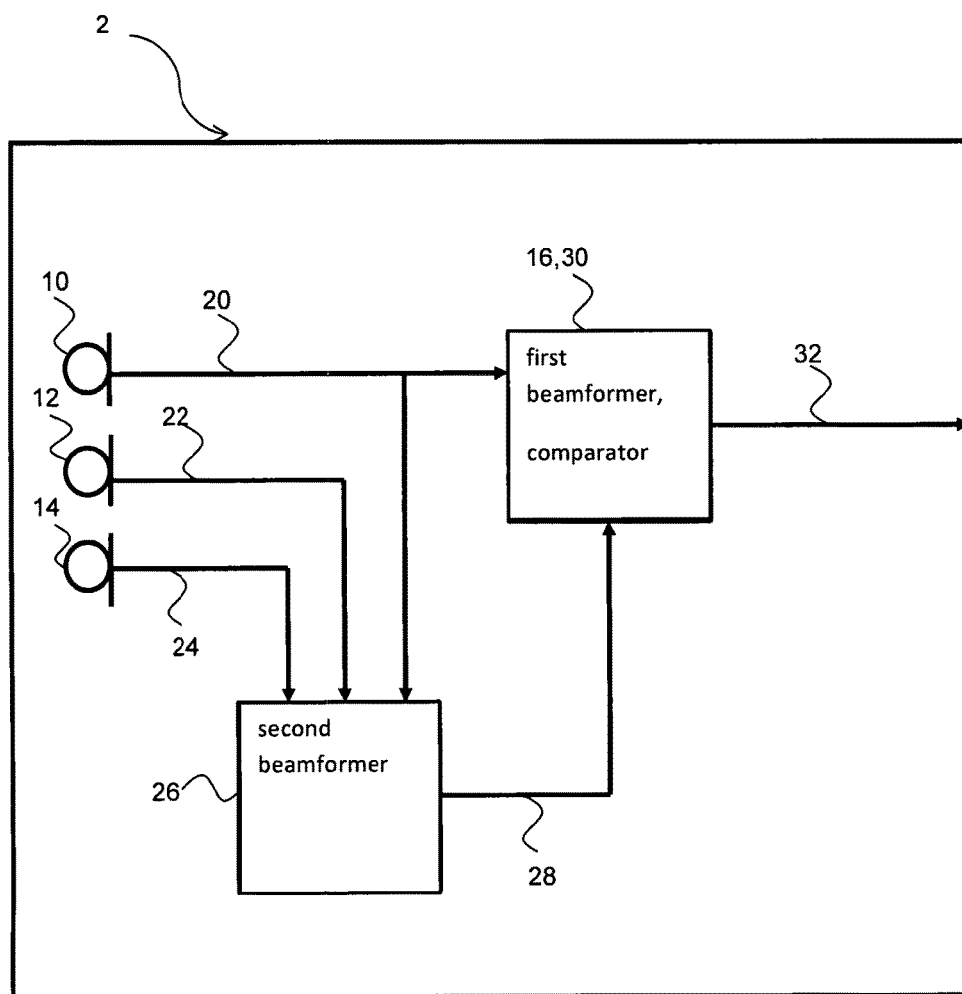 2
16,30
10
20
first
beamformer,
comparator
32
12
22
14
24
second
beamformer
26
28